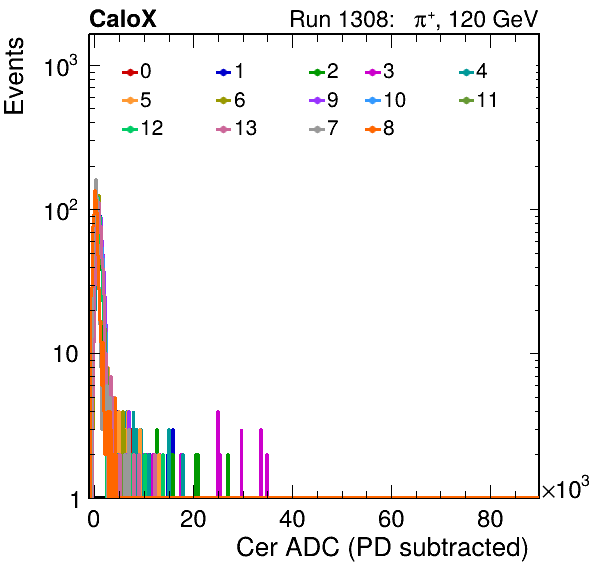 CaloX Run 1308: π⁺, 120 GeV
Events
0 1 2 3 4
5 6 9 10 11
12 13 7 8
10³
10²
10
1
0 20 40 60 80 ×10³
Cer ADC (PD subtracted)